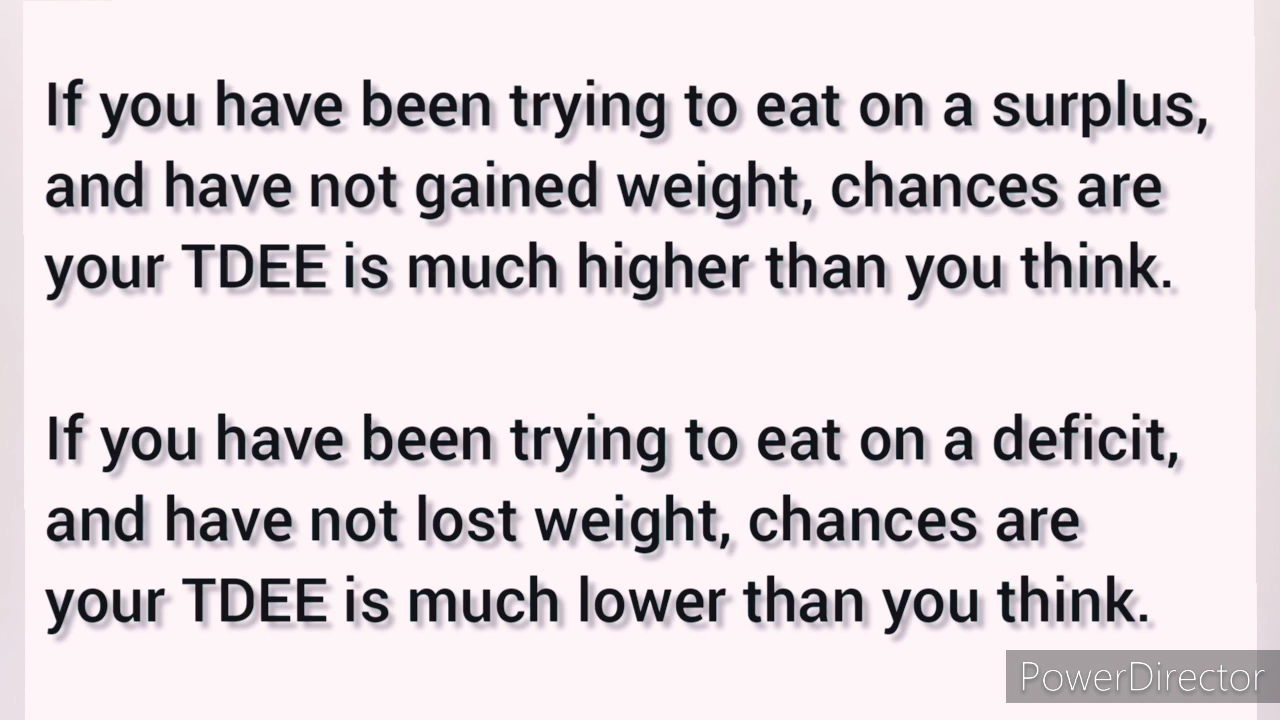 If you have been trying to eat on a surplus,
and have not gained weight, chances are
your TDEE is much higher than you think.
If you have been trying to eat on a deficit,
and have not lost weight, chances are
your TDEE is much lower than you think.
PowerDirector